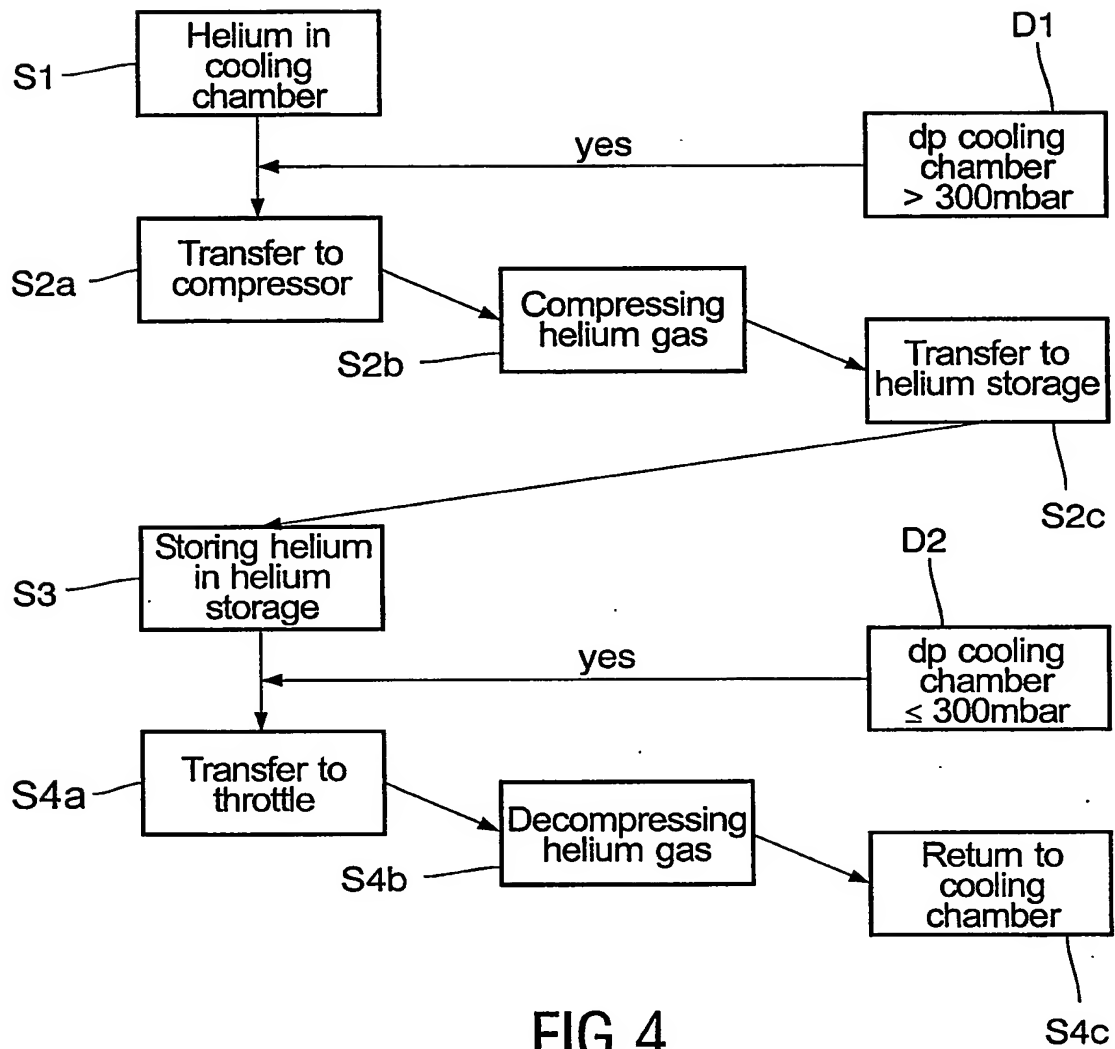 D1
Helium in
cooling
chamber
S1
yes
dp cooling
chamber
> 300mbar
Transfer to
compressor
S2a
Compressing
helium gas
S2b
Transfer to
helium storage
S2c
Storing helium
in helium
storage
S3
D2
yes
dp cooling
chamber
≤ 300mbar
Transfer to
throttle
S4a
Decompressing
helium gas
S4b
Return to
cooling
chamber
S4c
FIG 4